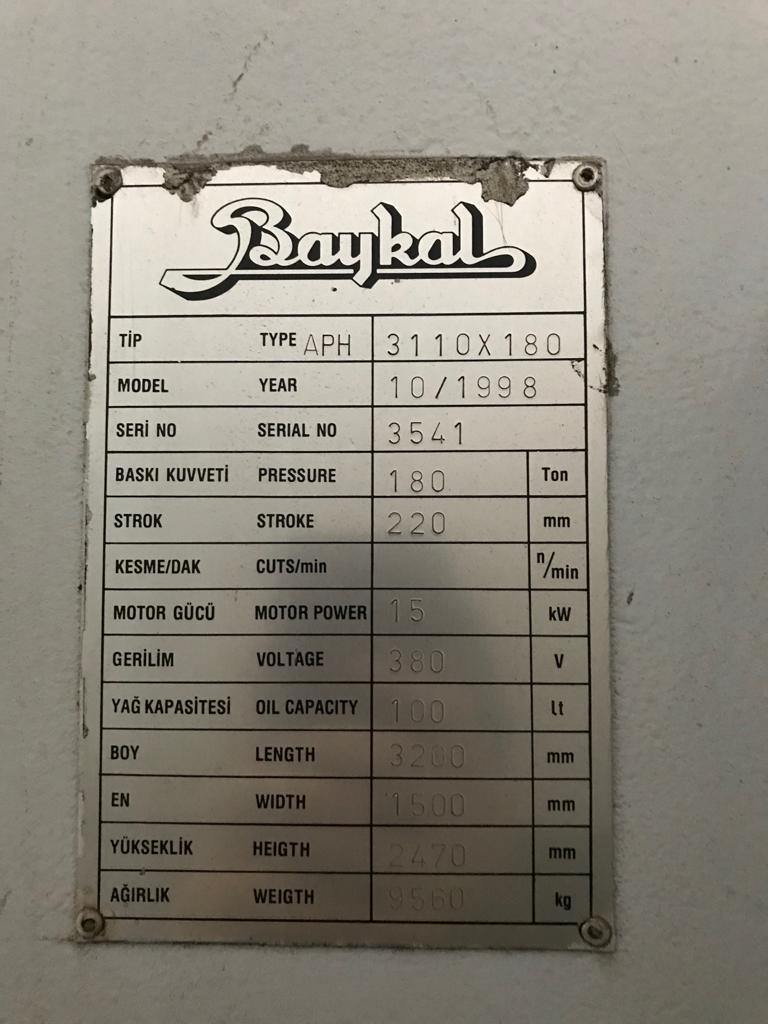 Baykal
TİP TYPE APH 3110X180
MODEL YEAR 10/1998
SERİ NO SERIAL NO 3541
BASKI KUVVETİ PRESSURE 180 Ton
STROK STROKE 220 mm
KESME/DAK CUTS/min n/min
MOTOR GÜCÜ MOTOR POWER 15 kW
GERİLİM VOLTAGE 380 V
YAĞ KAPASİTESİ OIL CAPACITY 100 lt
BOY LENGTH 3200 mm
EN WIDTH 1500 mm
YÜKSEKLİK HEIGTH 2470 mm
AĞIRLIK WEIGTH 9560 kg